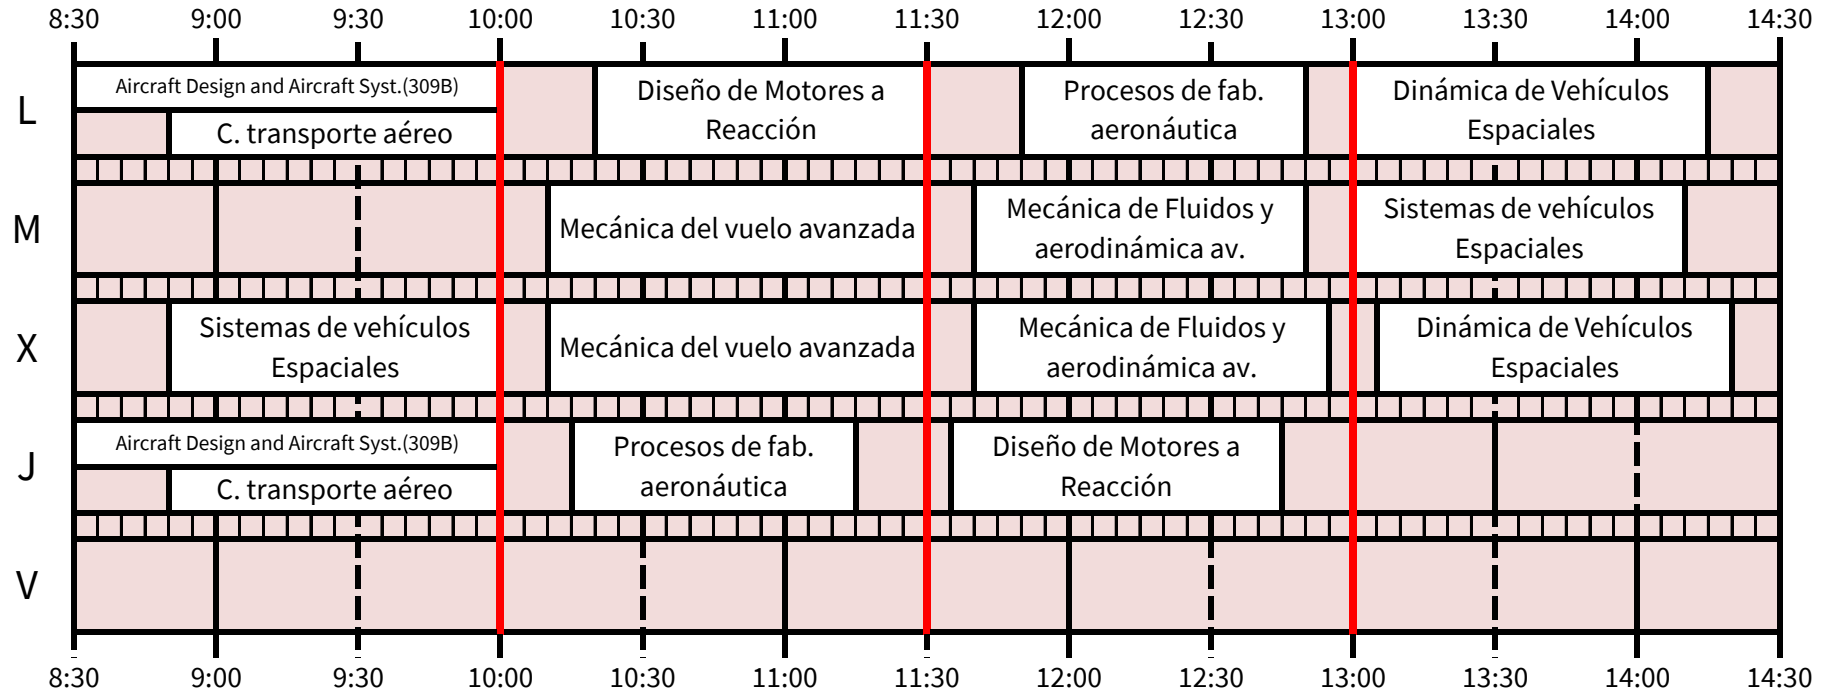 8:30 9:00 9:30 10:00 10:30 11:00 11:30 12:00 12:30 13:00 13:30 14:00 14:30
L
Aircraft Design and Aircraft Syst.(309B)
C. transporte aéreo
Diseño de Motores a
Reacción
Procesos de fab.
aeronáutica
Dinámica de Vehículos
Espaciales
M
Mecánica del vuelo avanzada
Mecánica de Fluidos y
aerodinámica av.
Sistemas de vehículos
Espaciales
X
Sistemas de vehículos
Espaciales
Mecánica del vuelo avanzada
Mecánica de Fluidos y
aerodinámica av.
Dinámica de Vehículos
Espaciales
J
Aircraft Design and Aircraft Syst.(309B)
C. transporte aéreo
Procesos de fab.
aeronáutica
Diseño de Motores a
Reacción
V
8:30 9:00 9:30 10:00 10:30 11:00 11:30 12:00 12:30 13:00 13:30 14:00 14:30